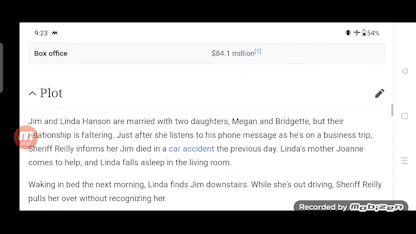 9:23 54%
Box office $84.1 million[1]
Plot
Jim and Linda Hanson are married with two daughters, Megan and Bridgette, but their
relationship is faltering. Just after she listens to his phone message as he's on a business trip,
Sheriff Reilly informs her Jim died in a car accident the previous day. Linda's mother Joanne
comes to help, and Linda falls asleep in the living room.
Waking in bed the next morning, Linda finds Jim downstairs. While she's out driving, Sheriff Reilly
pulls her over without recognizing her.
Recorded by Mobizen